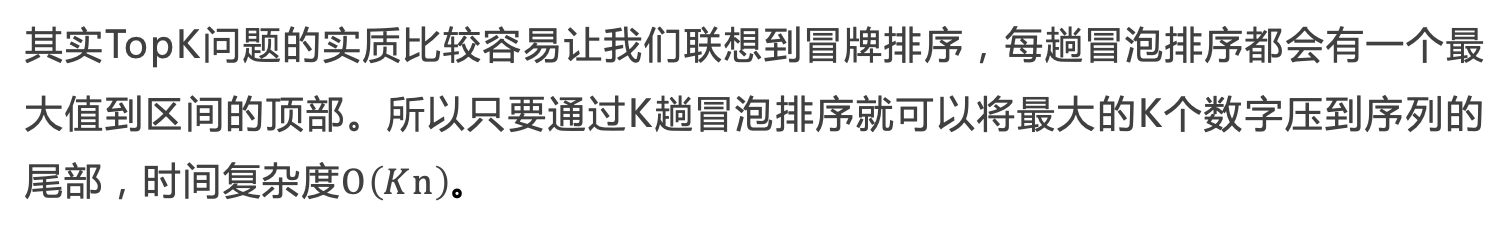 其实TopK问题的实质比较容易让我们联想到冒牌排序，每趟冒泡排序都会有一个最
大值到区间的顶部。所以只要通过K趟冒泡排序就可以将最大的K个数字压到序列的
尾部，时间复杂度O(Kn)。